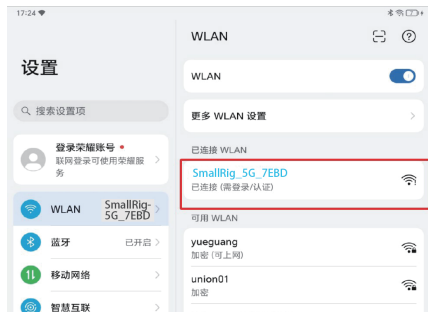 17:24
设置
搜索设置项
登录荣耀账号
联网登录可使用荣耀服
务
WLAN
SmallRig-
5G_7EBD
蓝牙
已开启
移动网络
智慧互联
WLAN
WLAN
更多 WLAN 设置
已连接 WLAN
SmallRig_5G_7EBD
已连接 (需登录/认证)
可用 WLAN
yueguang
加密 (可上网)
union01
加密